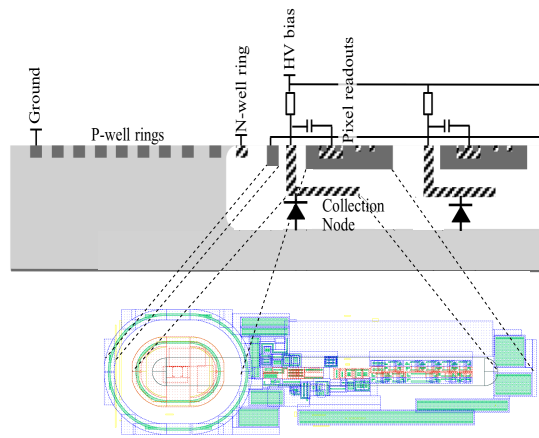 Ground
P-well rings
N-well ring
HV bias
Pixel readouts
Collection
Node